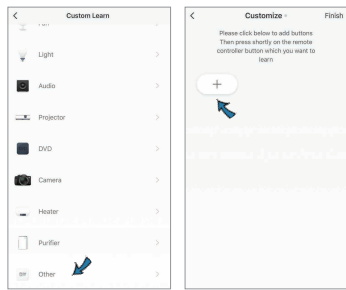 Custom Learn
Light
Audio
Projector
DVD
Camera
Heater
Purifier
Other
Customize
Finish
Please click below to add buttons
Then press shortly on the remote
controller button which you want to
learn